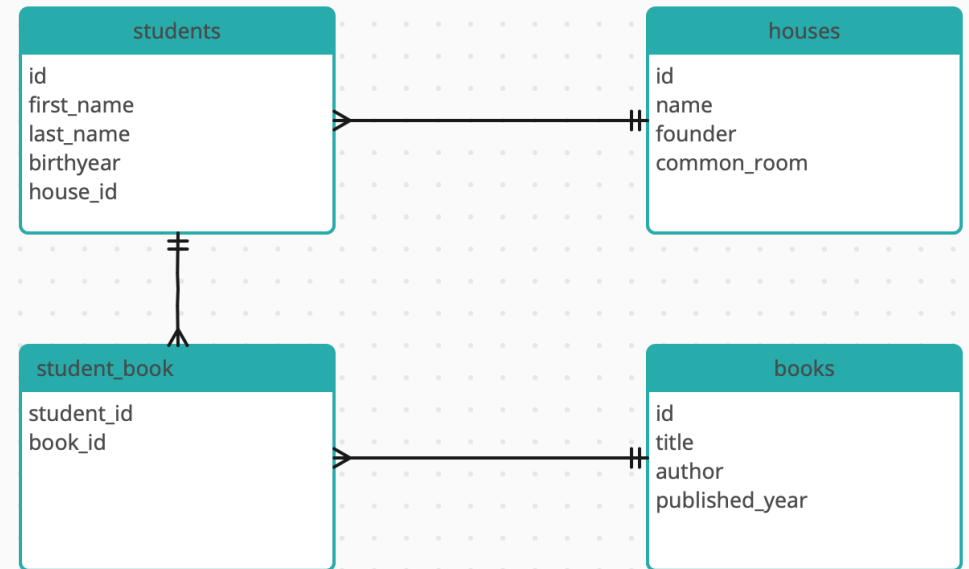 students
id
first_name
last_name
birthyear
house_id
houses
id
name
founder
common_room
student_book
student_id
book_id
books
id
title
author
published_year